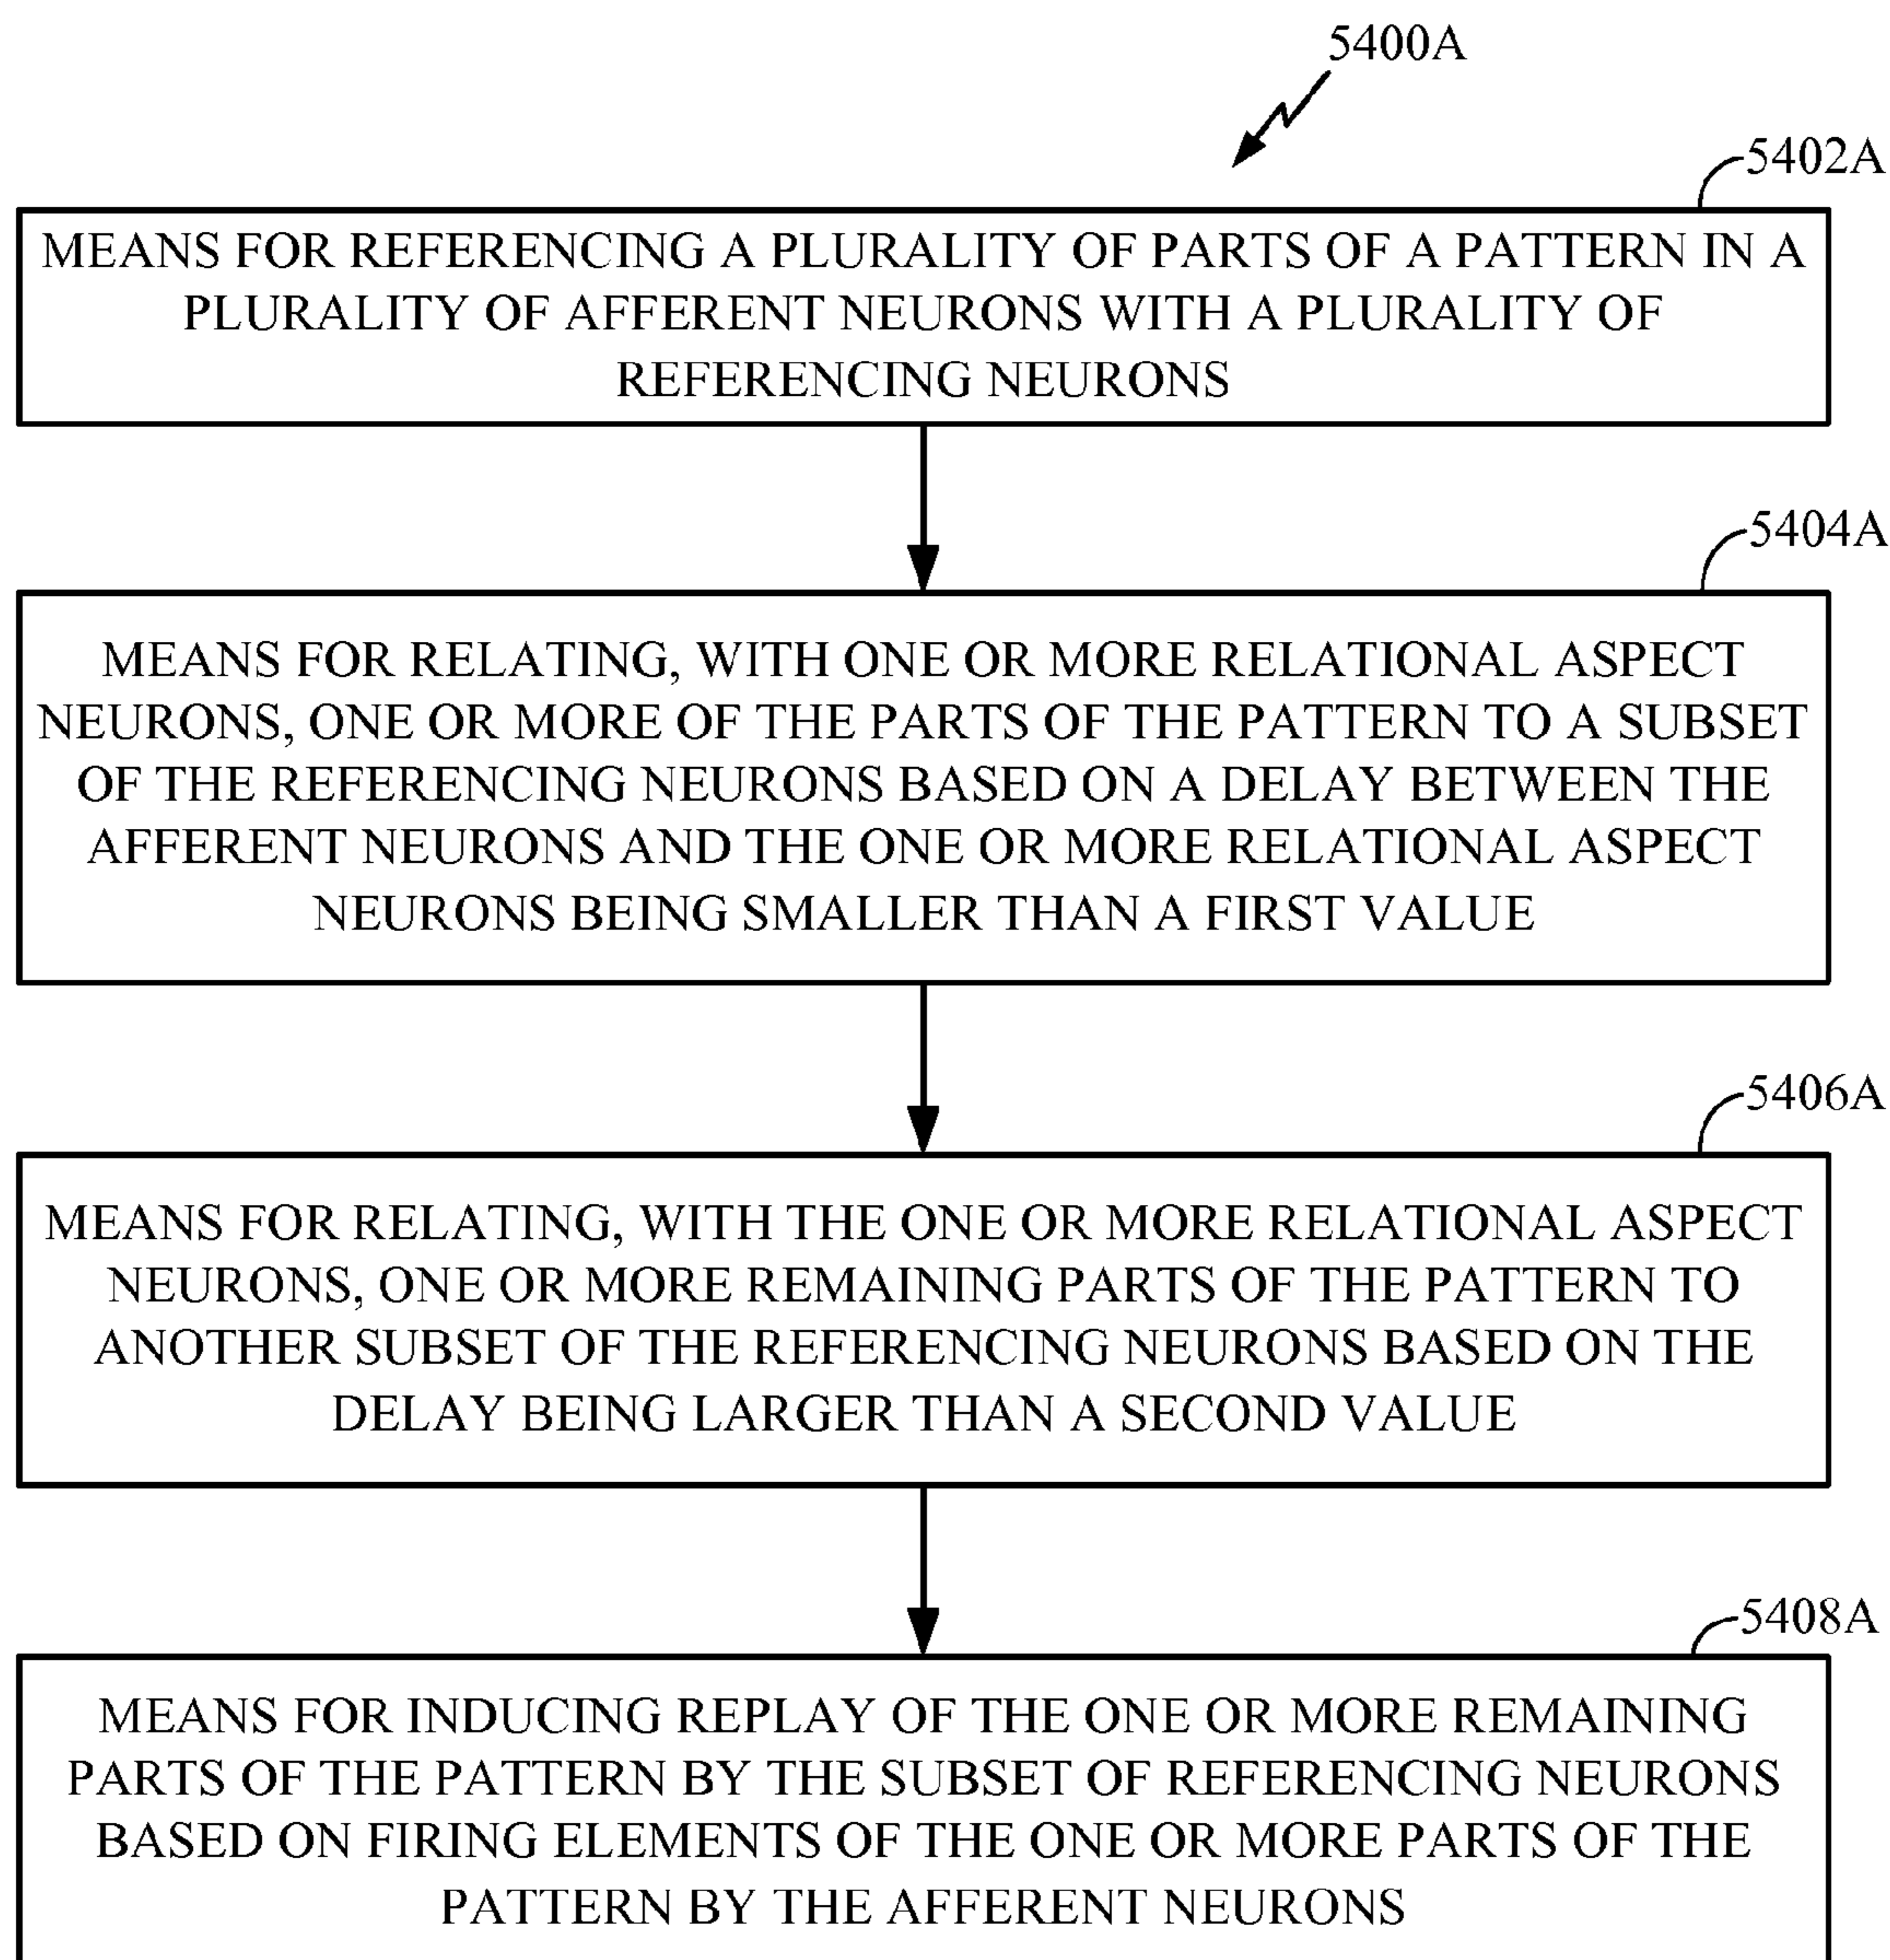 5400A
5402A
MEANS FOR REFERENCING A PLURALITY OF PARTS OF A PATTERN IN A
PLURALITY OF AFFERENT NEURONS WITH A PLURALITY OF
REFERENCING NEURONS
5404A
MEANS FOR RELATING, WITH ONE OR MORE RELATIONAL ASPECT
NEURONS, ONE OR MORE OF THE PARTS OF THE PATTERN TO A SUBSET
OF THE REFERENCING NEURONS BASED ON A DELAY BETWEEN THE
AFFERENT NEURONS AND THE ONE OR MORE RELATIONAL ASPECT
NEURONS BEING SMALLER THAN A FIRST VALUE
5406A
MEANS FOR RELATING, WITH THE ONE OR MORE RELATIONAL ASPECT
NEURONS, ONE OR MORE REMAINING PARTS OF THE PATTERN TO
ANOTHER SUBSET OF THE REFERENCING NEURONS BASED ON THE
DELAY BEING LARGER THAN A SECOND VALUE
5408A
MEANS FOR INDUCING REPLAY OF THE ONE OR MORE REMAINING
PARTS OF THE PATTERN BY THE SUBSET OF REFERENCING NEURONS
BASED ON FIRING ELEMENTS OF THE ONE OR MORE PARTS OF THE
PATTERN BY THE AFFERENT NEURONS